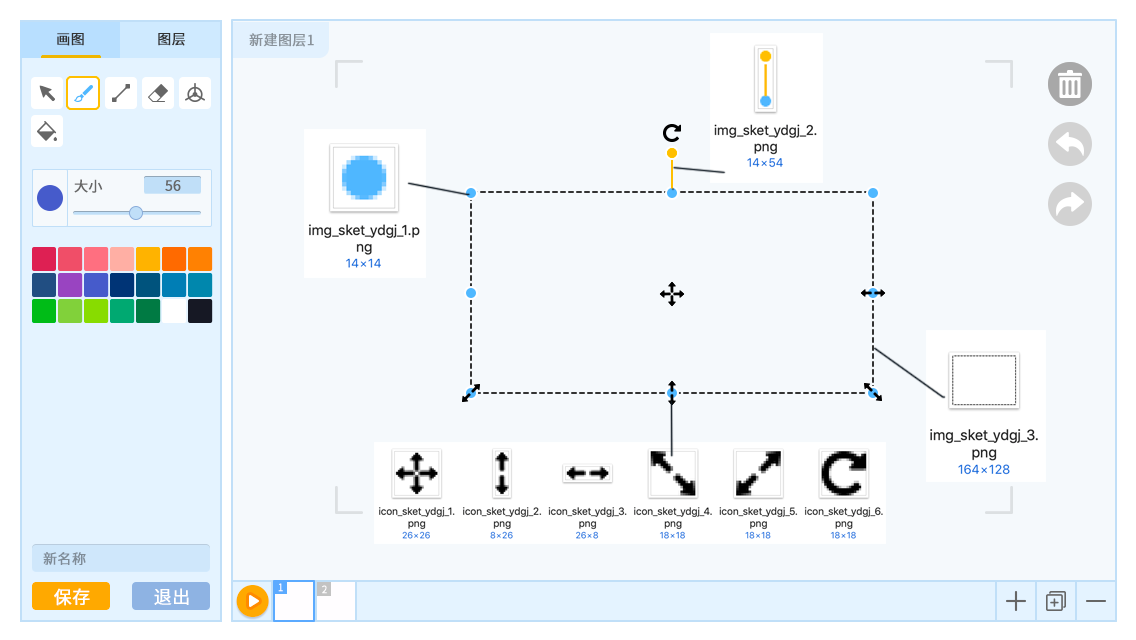 画图
图层
大小
56
新名称
保存
退出
新建图层1
img_sket_ydgj_2.
png
14×54
img_sket_ydgj_1.p
ng
14×14
img_sket_ydgj_3.
png
164×128
icon_sket_ydgj_1.
png
26×26
icon_sket_ydgj_2.
png
8×26
icon_sket_ydgj_3.
png
26×8
icon_sket_ydgj_4.
png
18×18
icon_sket_ydgj_5.
png
18×18
icon_sket_ydgj_6.
png
18×18
1
2